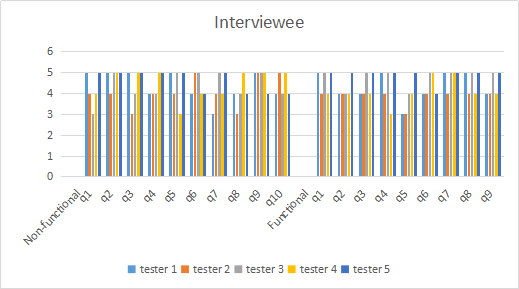 Interviewee
6
5
4
3
2
1
0
Non-functional q1 q2 q3 q4 q5 q6 q7 q8 q9 q10 Functional q1 q2 q3 q4 q5 q6 q7 q8 q9
tester 1 tester 2 tester 3 tester 4 tester 5